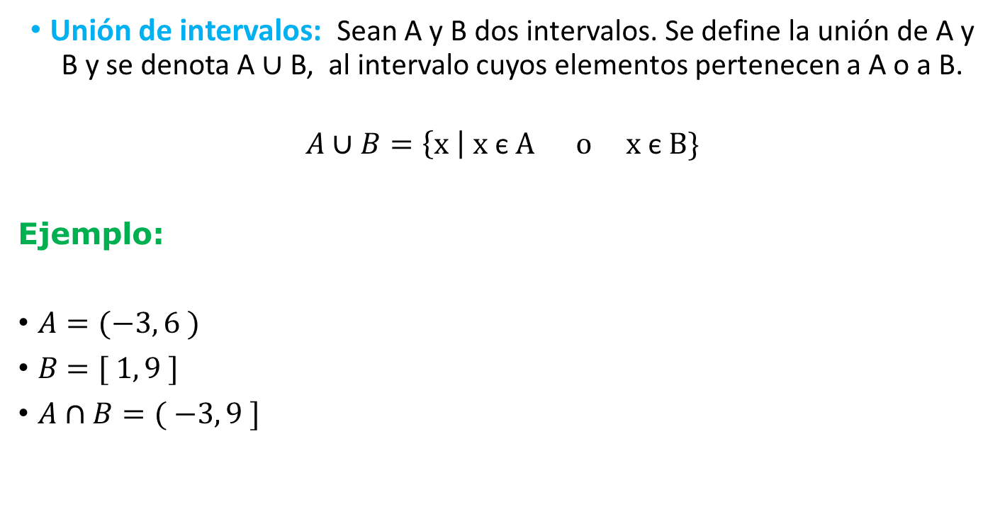 • Unión de intervalos: Sean A y B dos intervalos. Se define la unión de A y
B y se denota A ∪ B, al intervalo cuyos elementos pertenecen a A o a B.
A ∪ B = {x | x ϵ A o x ϵ B}
Ejemplo:
• A = (−3, 6 )
• B = [ 1, 9 ]
• A ∩ B = ( −3, 9 ]